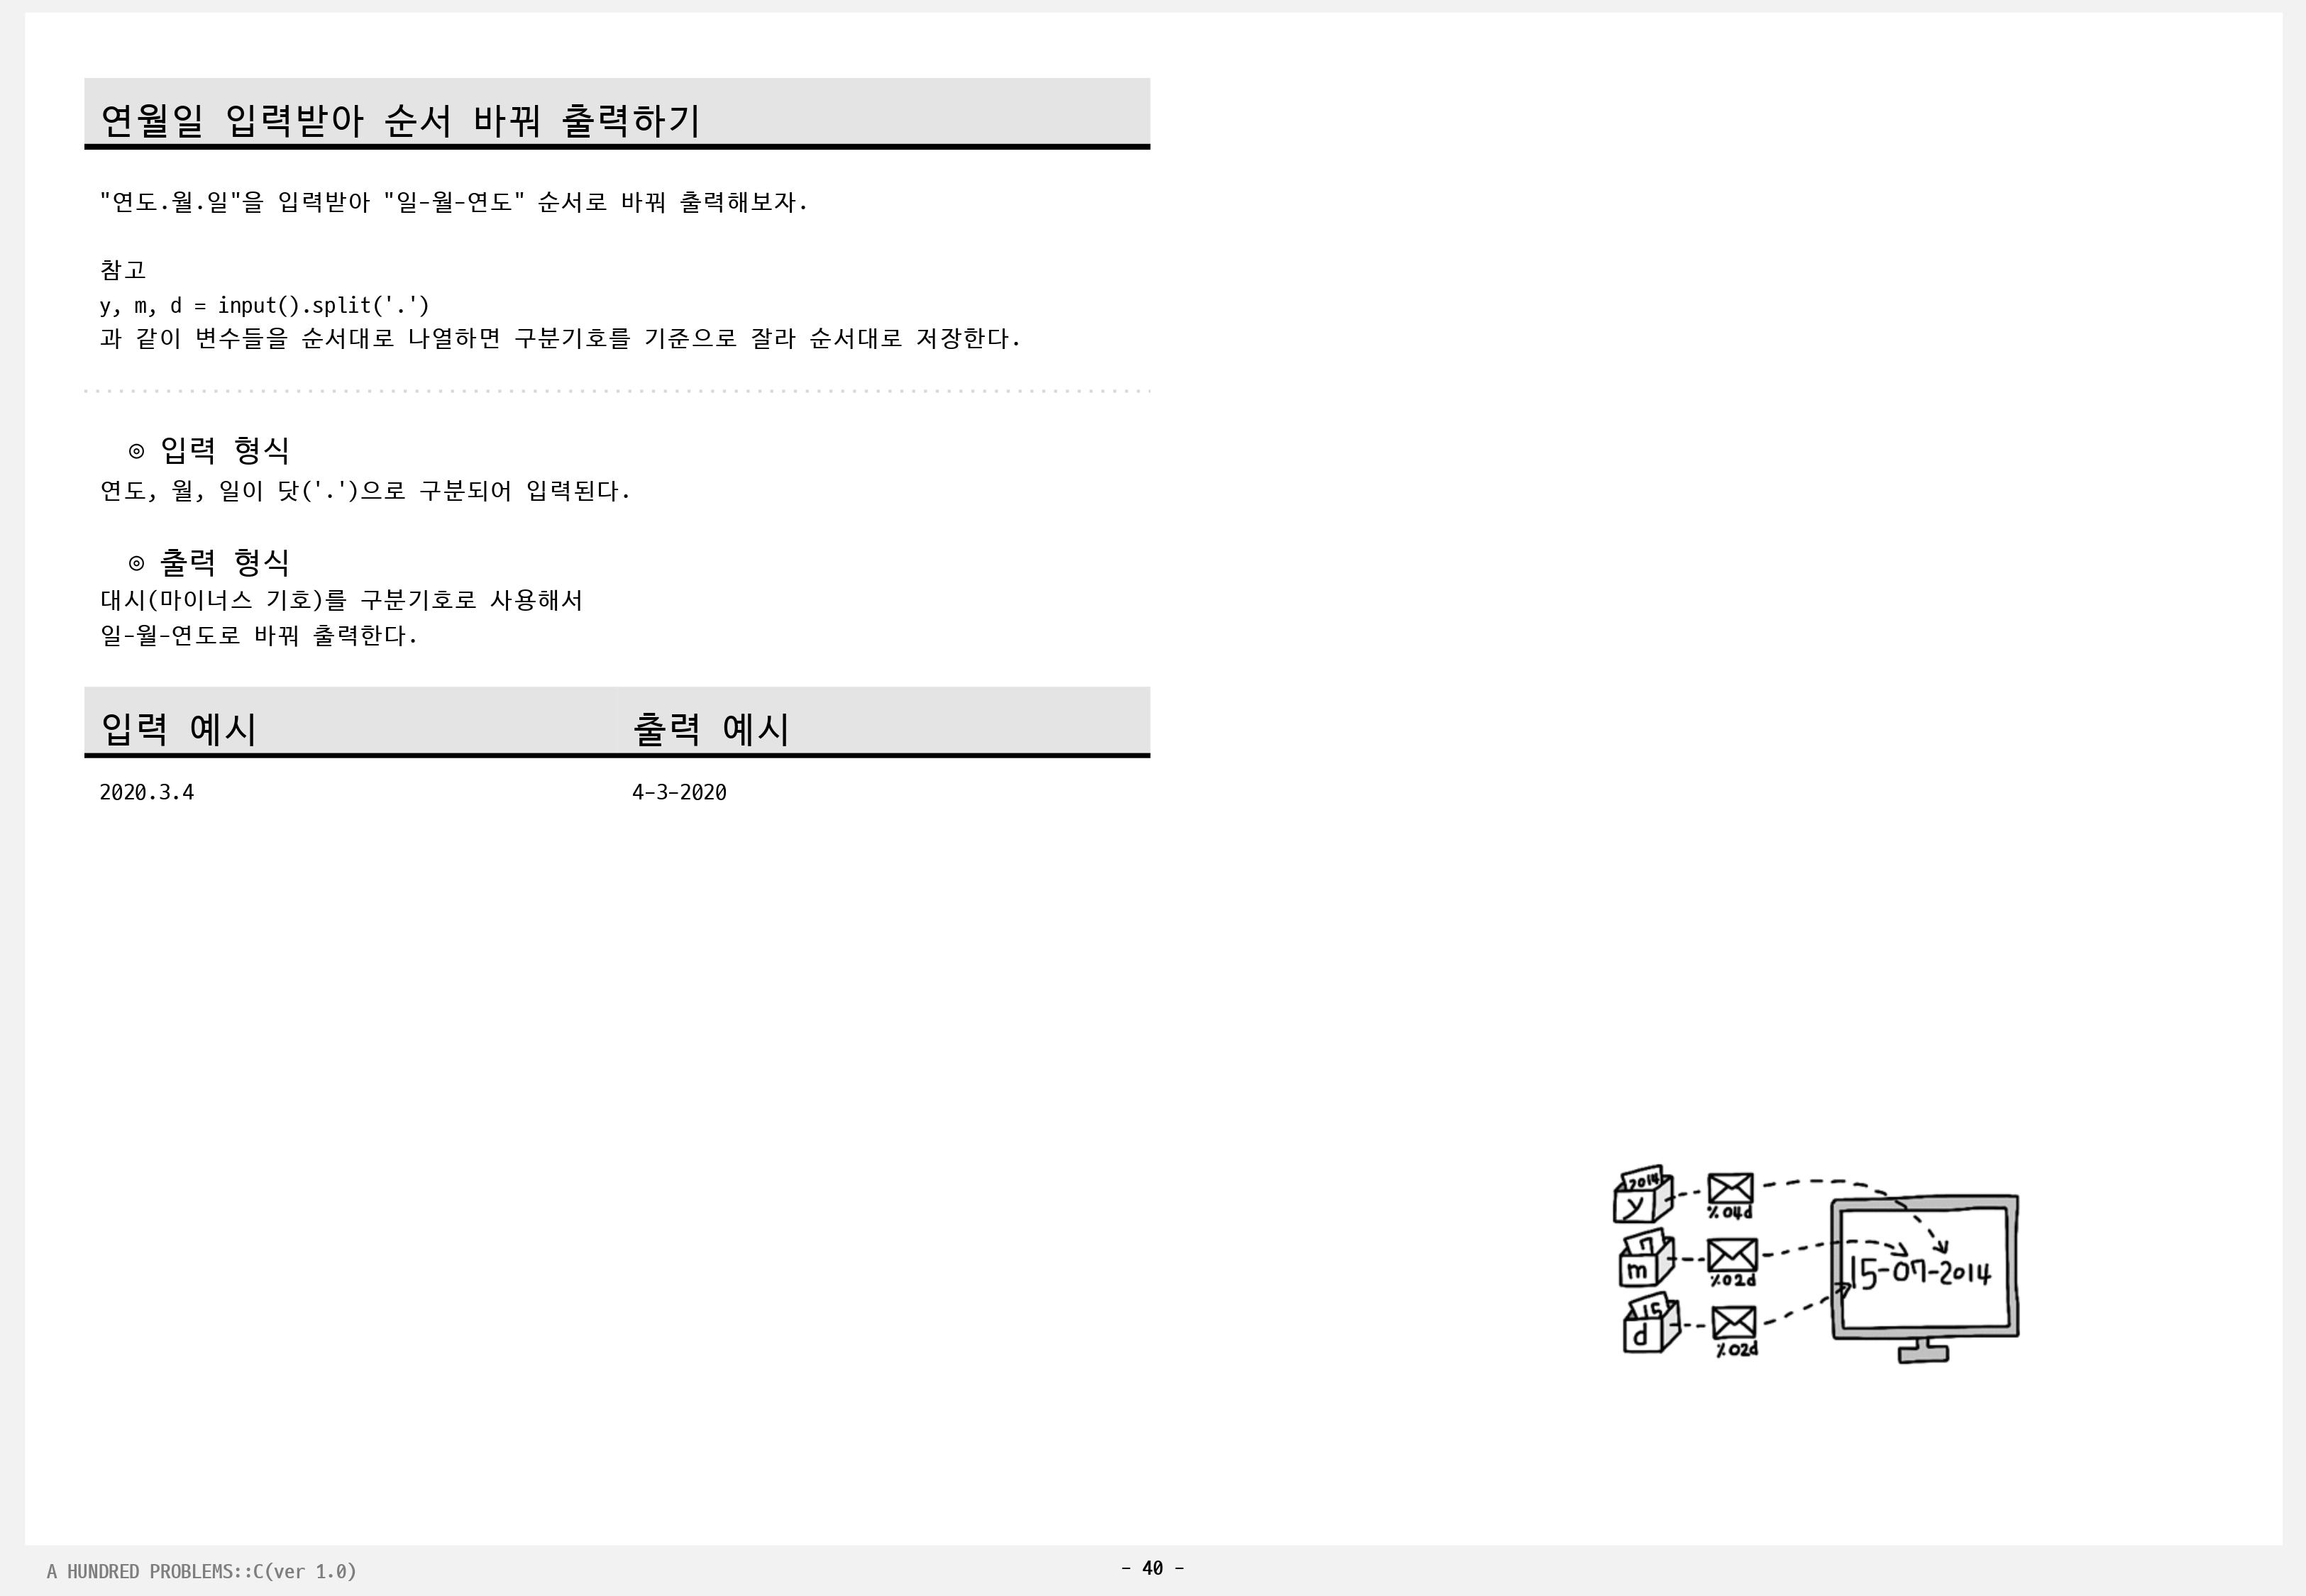 연월일 입력받아 순서 바꿔 출력하기
"연도.월.일"을 입력받아 "일-월-연도" 순서로 바꿔 출력해보자.
참고
y, m, d = input().split('.')
과 같이 변수들을 순서대로 나열하면 구분기호를 기준으로 잘라 순서대로 저장한다.
◎ 입력 형식
연도, 월, 일이 닷('.')으로 구분되어 입력된다.
◎ 출력 형식
대시(마이너스 기호)를 구분기호로 사용해서
일-월-연도로 바꿔 출력한다.
입력 예시 출력 예시
2020.3.4 4-3-2020
2014
y
%04d
7
m
%02d
15
d
%02d
15-07-2014
A HUNDRED PROBLEMS::C(ver 1.0)
- 40 -